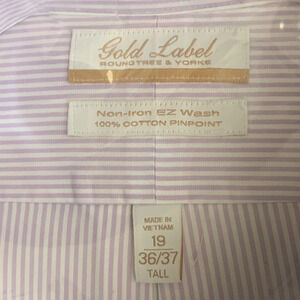 Gold Label
ROUNDTREE & YORKE
Non-Iron EZ Wash
100% COTTON PINPOINT
MADE IN
VIETNAM
19
36/37
TALL